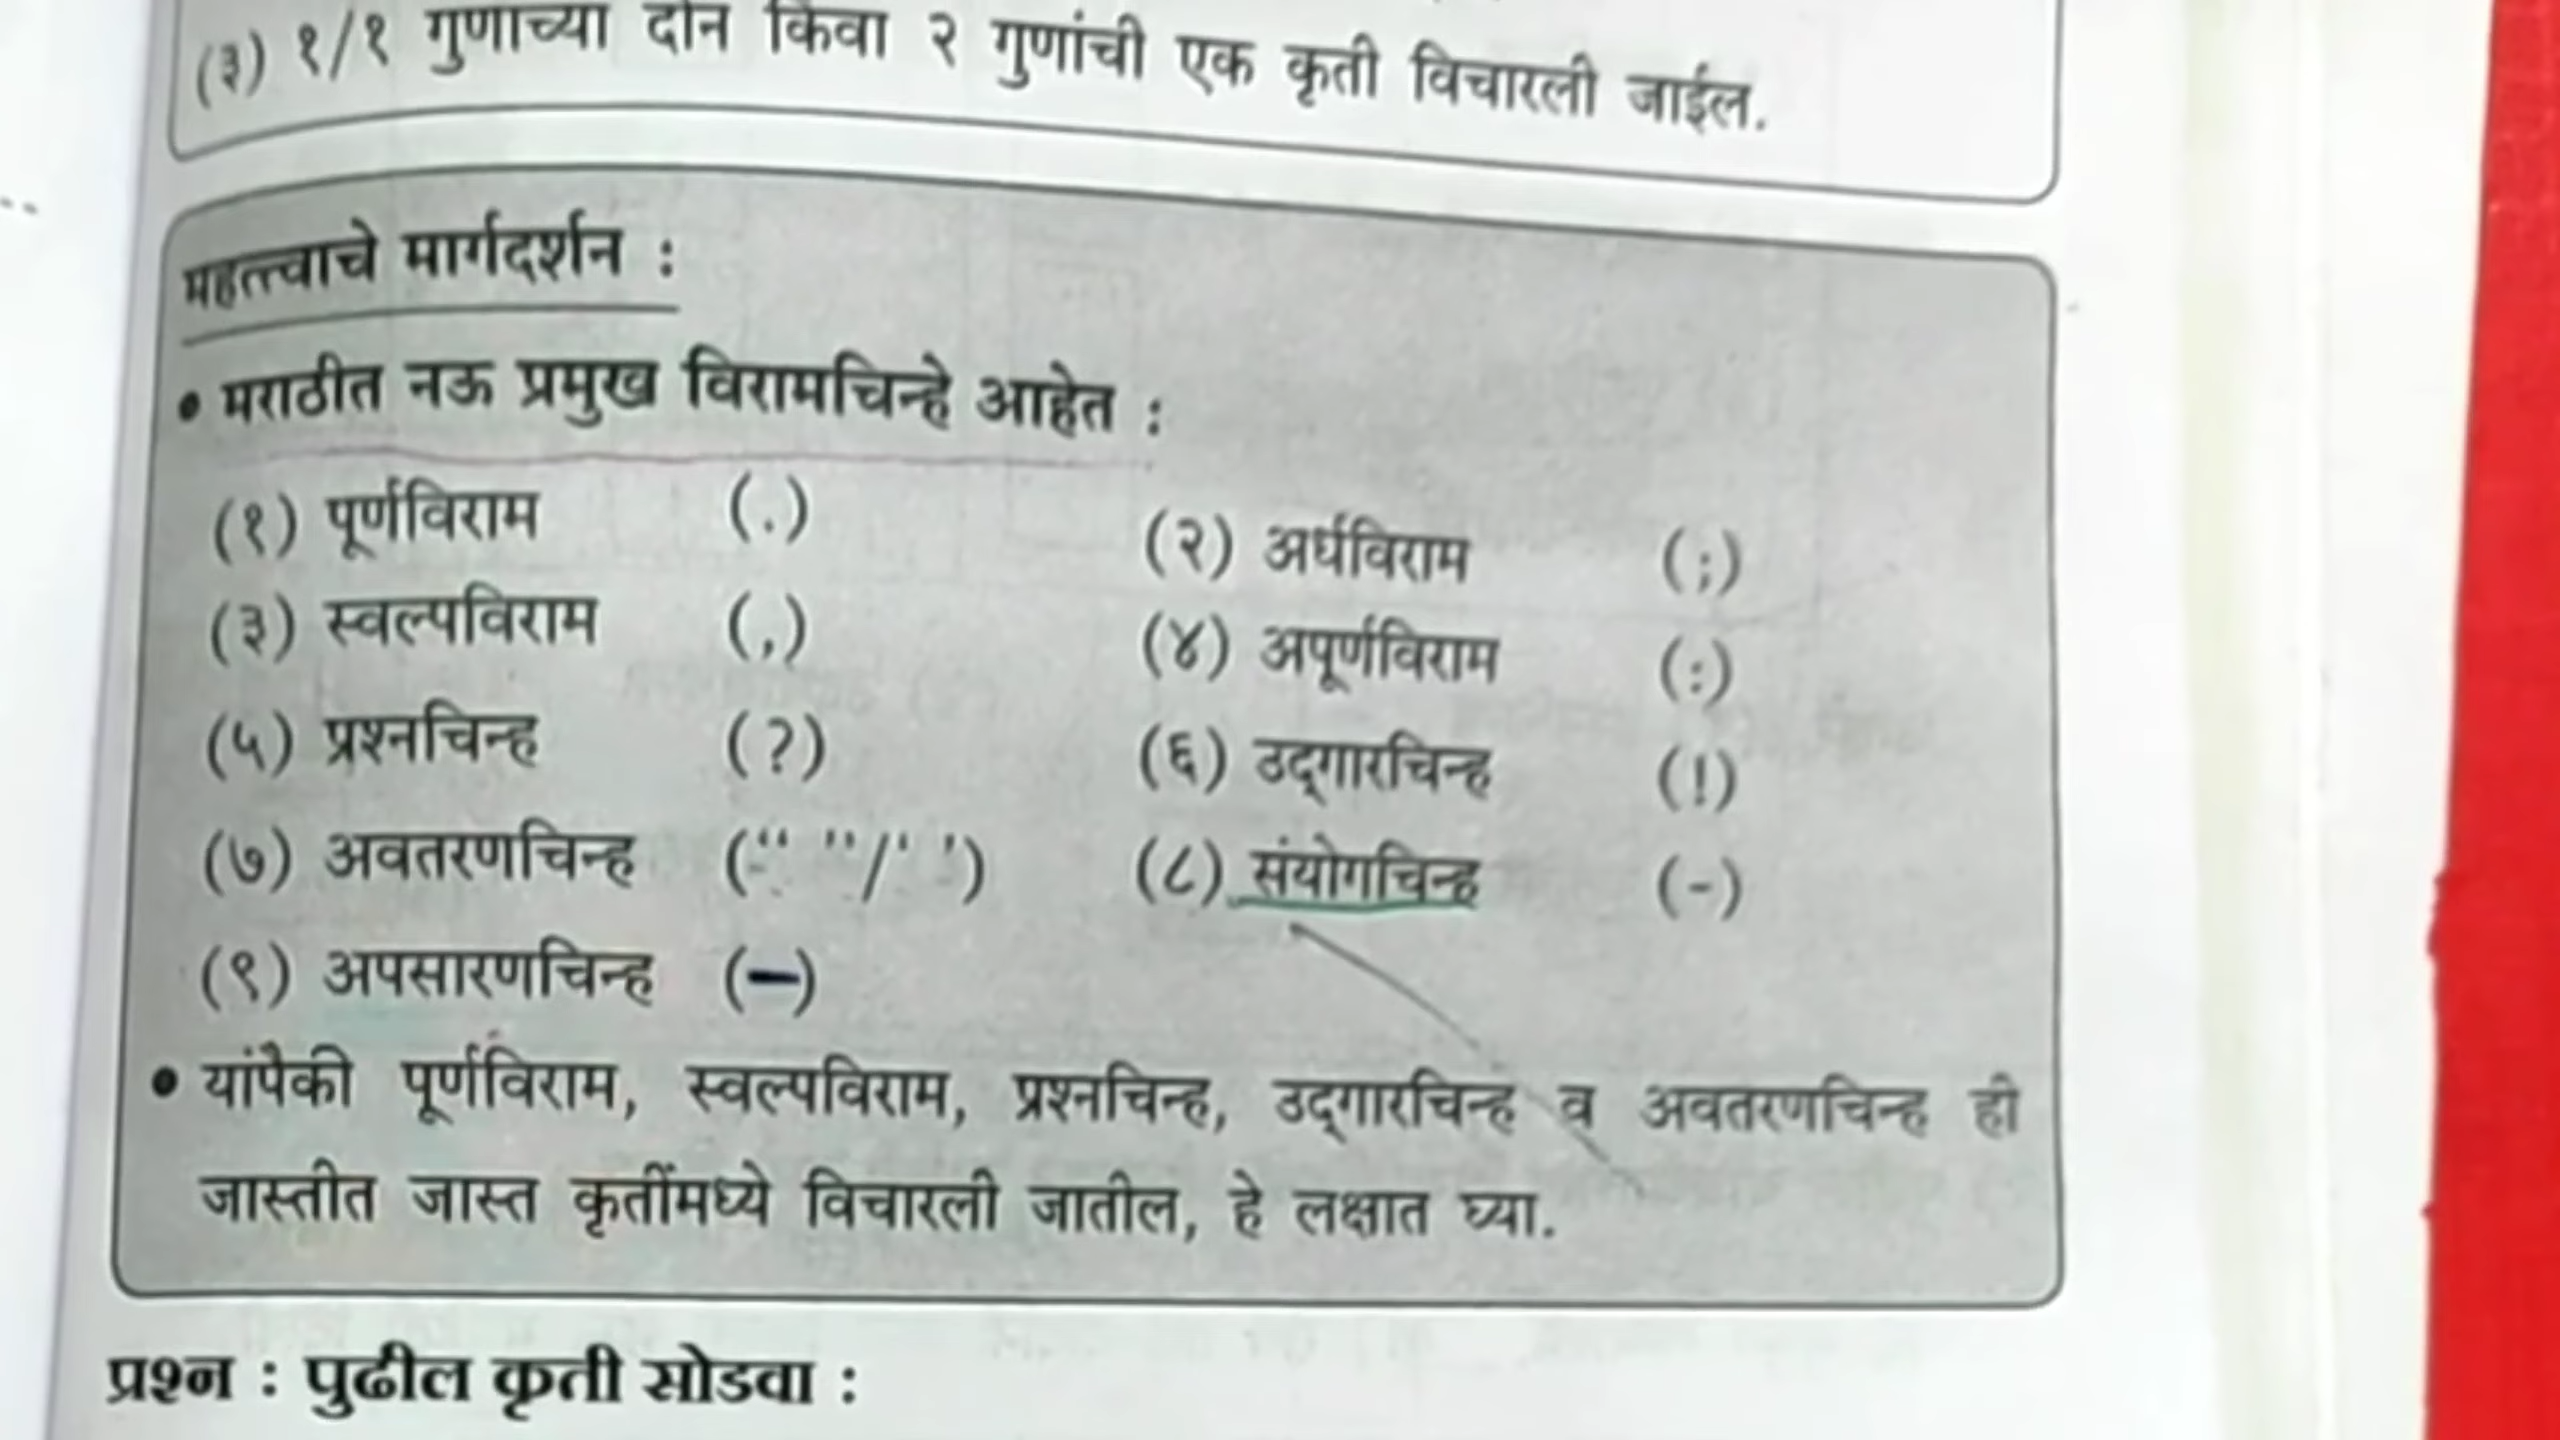 (३) १/१ गुणाच्या दोन किंवा २ गुणांची एक कृती विचारली जाईल.
महत्त्वाचे मार्गदर्शन :
• मराठीत नऊ प्रमुख विरामचिन्हे आहेत :
(१) पूर्णविराम (.) (२) अर्धविराम (;)
(३) स्वल्पविराम (,) (४) अपूर्णविराम (:)
(५) प्रश्नचिन्ह (?) (६) उद्‌गारचिन्ह (!)
(७) अवतरणचिन्ह (“ ”/‘ ’) (८) संयोगचिन्ह (-)
(९) अपसारणचिन्ह (—)
• यांपैकी पूर्णविराम, स्वल्पविराम, प्रश्नचिन्ह, उद्‌गारचिन्ह व अवतरणचिन्ह ही
जास्तीत जास्त कृतींमध्ये विचारली जातील, हे लक्षात घ्या.
प्रश्न : पुढील कृती सोडवा :